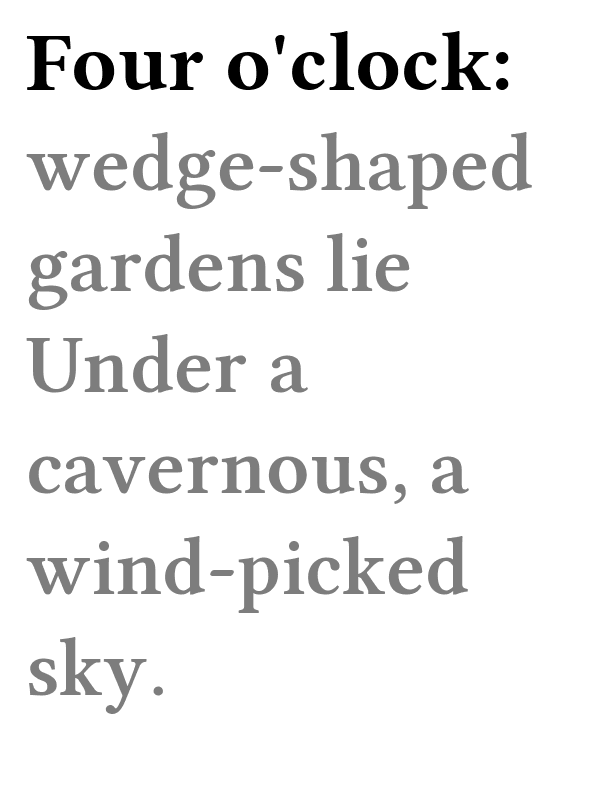 Four o'clock:
wedge-shaped
gardens lie
Under a
cavernous, a
wind-picked
sky.